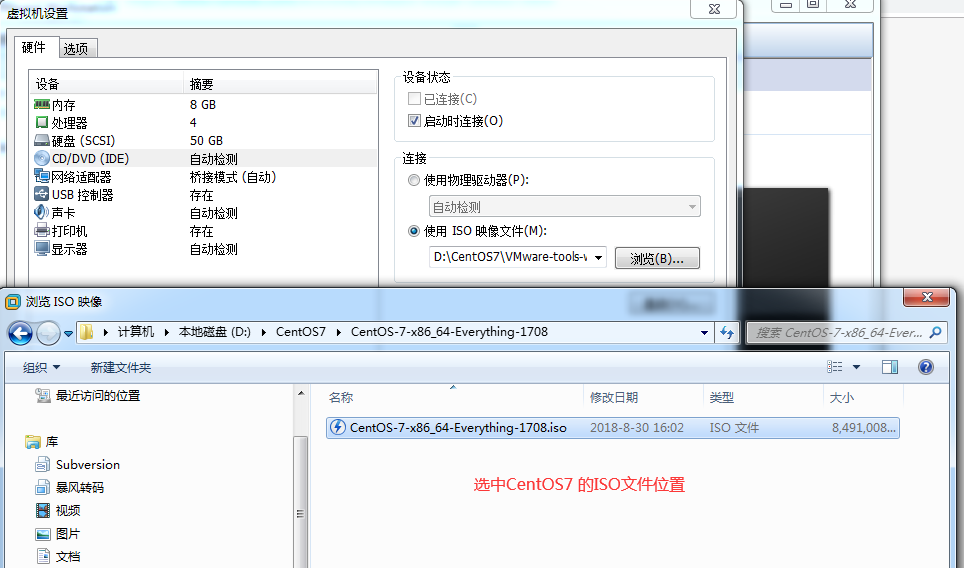 虚拟机设置
硬件 选项
设备 摘要
内存 8 GB
处理器 4
硬盘 (SCSI) 50 GB
CD/DVD (IDE) 自动检测
网络适配器 桥接模式 (自动)
USB 控制器 存在
声卡 自动检测
打印机 存在
显示器 自动检测
设备状态
已连接(C)
启动时连接(O)
连接
使用物理驱动器(P):
自动检测
使用 ISO 映像文件(M):
D:\CentOS7\VMware-tools-w
浏览(B)...
浏览 ISO 映像
计算机 本地磁盘 (D:) CentOS7 CentOS-7-x86_64-Everything-1708
搜索 CentOS-7-x86_64-Ever...
组织 新建文件夹
最近访问的位置
库
Subversion
暴风转码
视频
图片
文档
名称 修改日期 类型 大小
CentOS-7-x86_64-Everything-1708.iso 2018-8-30 16:02 ISO 文件 8,491,008...
选中CentOS7 的ISO文件位置